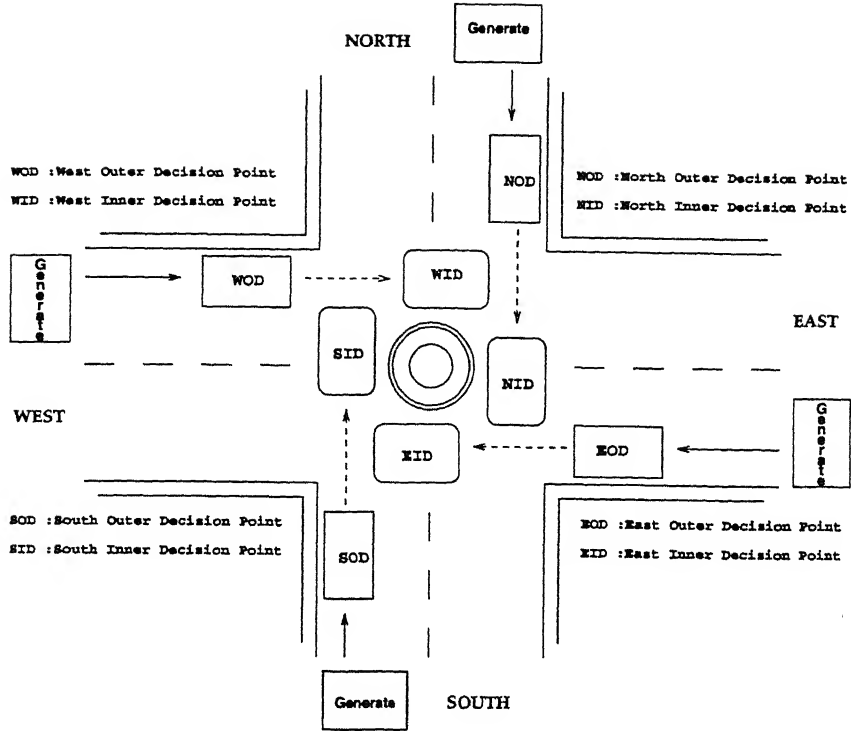 NORTH
Generate
WOD :West Outer Decision Point
WID :West Inner Decision Point
NOD
NOD :North Outer Decision Point
NID :North Inner Decision Point
Generate
WOD
WID
EAST
SID
NID
WEST
Generate
EID
EOD
SOD :South Outer Decision Point
SID :South Inner Decision Point
SOD
EOD :East Outer Decision Point
EID :East Inner Decision Point
Generate
SOUTH